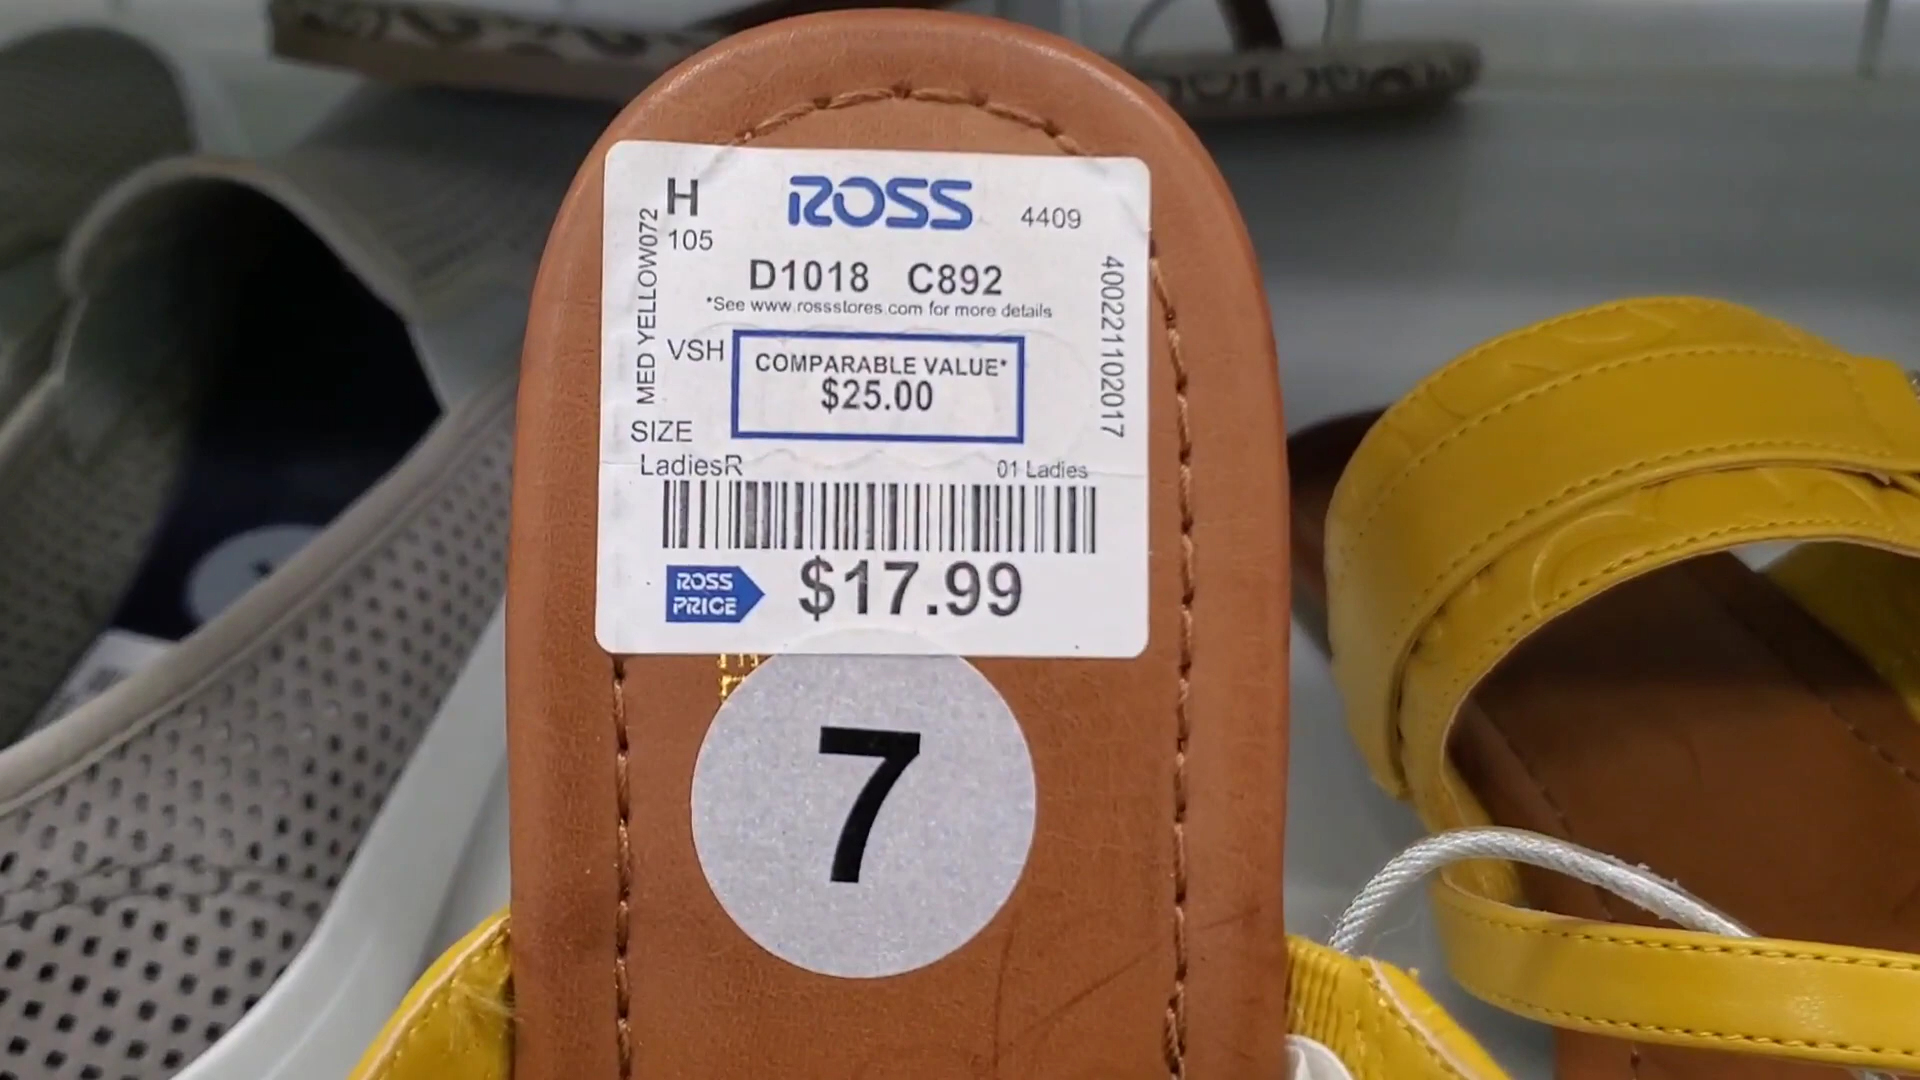 H ROSS 4409
105
D1018 C892
*See www.rossstores.com for more details
MED YELLOW072
400221102017
VSH
COMPARABLE VALUE*
$25.00
SIZE
LadiesR 01 Ladies
ROSS
PRICE
$17.99
7